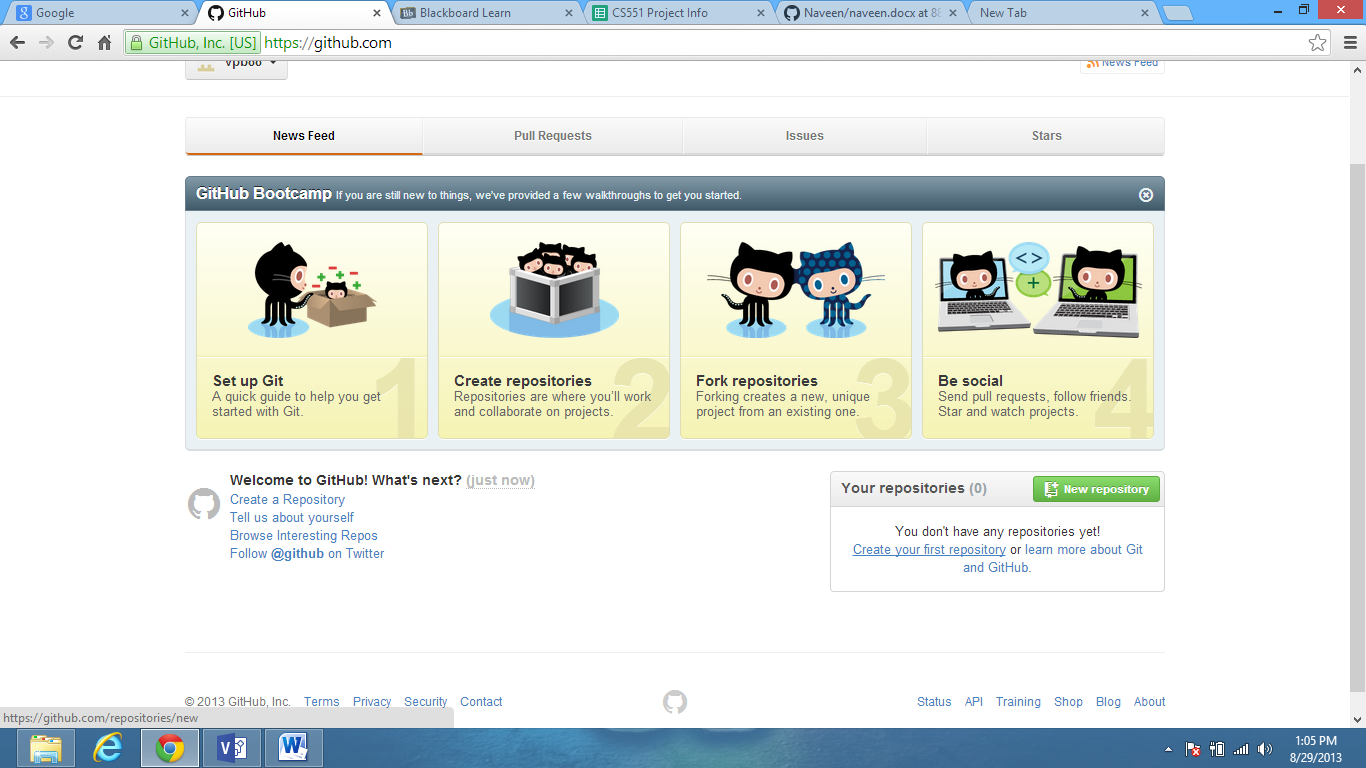 Google
GitHub
Blackboard Learn
CS551 Project Info
Naveen/naveen.docx at 88
New Tab
GitHub, Inc. [US] https://github.com
vpb88
News Feed
News Feed
Pull Requests
Issues
Stars
GitHub Bootcamp If you are still new to things, we've provided a few walkthroughs to get you started.
1
Set up Git
A quick guide to help you get
started with Git.
2
Create repositories
Repositories are where you'll work
and collaborate on projects.
3
Fork repositories
Forking creates a new, unique
project from an existing one.
<> +
4
Be social
Send pull requests, follow friends.
Star and watch projects.
Welcome to GitHub! What's next? (just now)
Create a Repository
Tell us about yourself
Browse Interesting Repos
Follow @github on Twitter
Your repositories (0)
New repository
You don't have any repositories yet!
Create your first repository or learn more about Git
and GitHub.
© 2013 GitHub, Inc. Terms Privacy Security Contact
Status API Training Shop Blog About
https://github.com/repositories/new
1:05 PM
8/29/2013